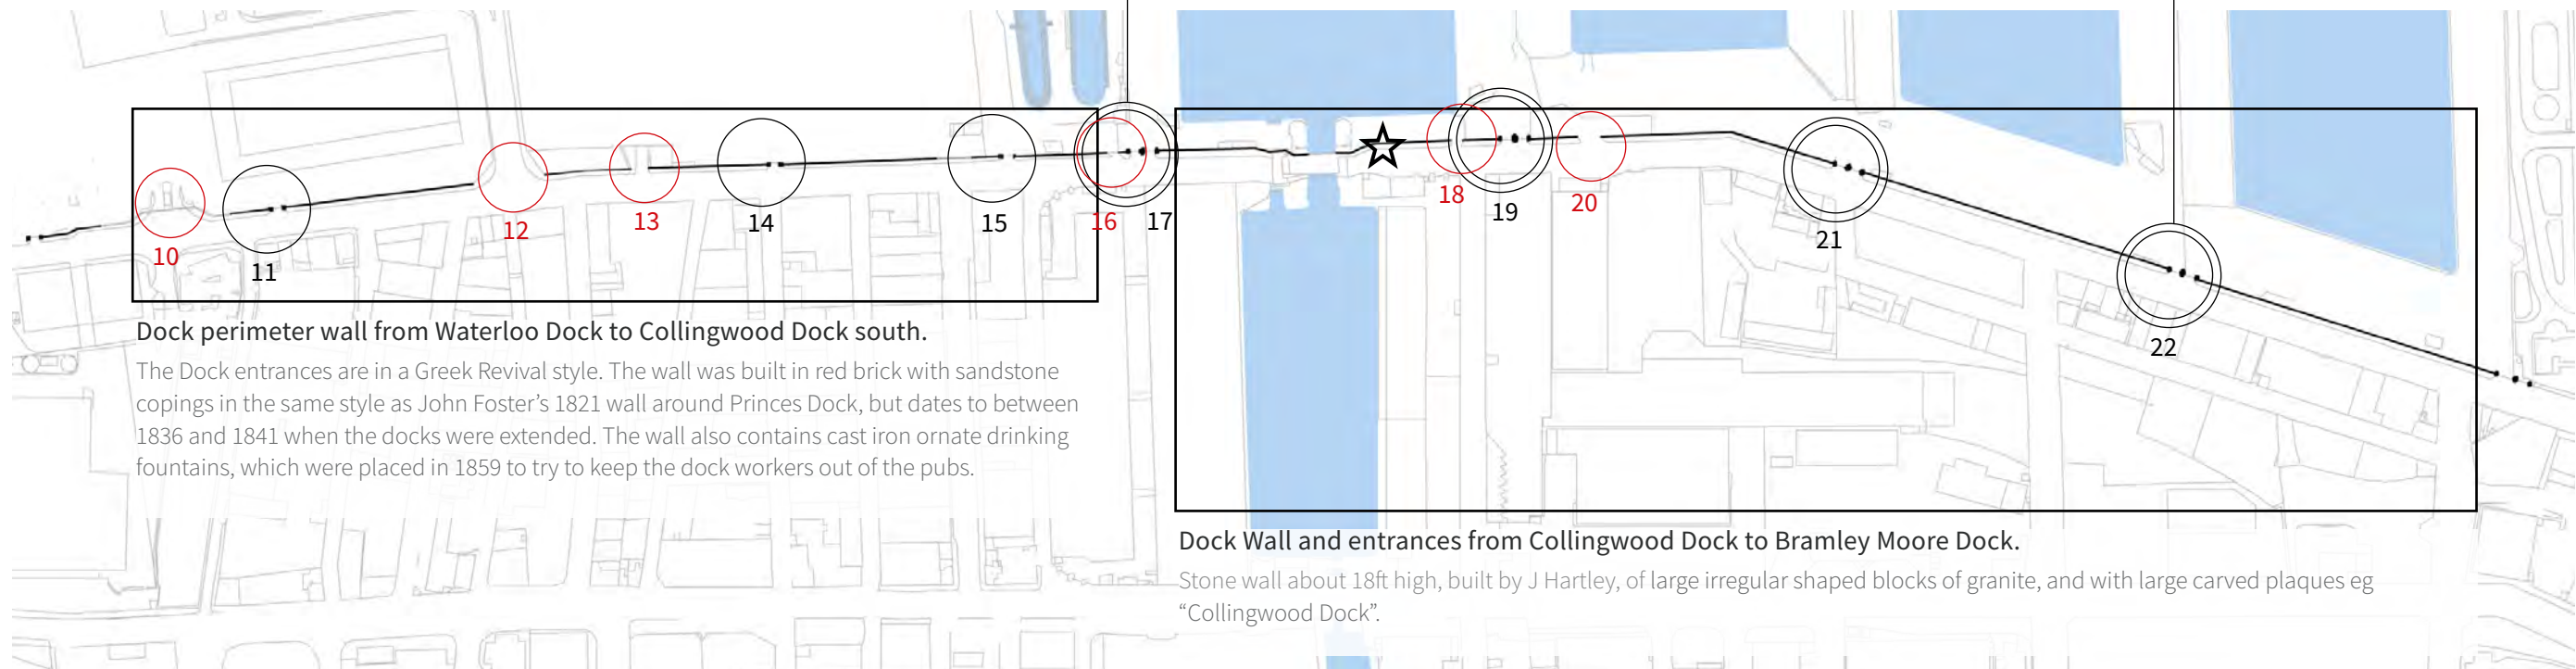 10
11
12
13
14
15
16
17
18
19
20
21
22
Dock perimeter wall from Waterloo Dock to Collingwood Dock south.
The Dock entrances are in a Greek Revival style. The wall was built in red brick with sandstone
copings in the same style as John Foster’s 1821 wall around Princes Dock, but dates to between
1836 and 1841 when the docks were extended. The wall also contains cast iron ornate drinking
fountains, which were placed in 1859 to try to keep the dock workers out of the pubs.
Dock Wall and entrances from Collingwood Dock to Bramley Moore Dock.
Stone wall about 18ft high, built by J Hartley, of large irregular shaped blocks of granite, and with large carved plaques eg
“Collingwood Dock”.